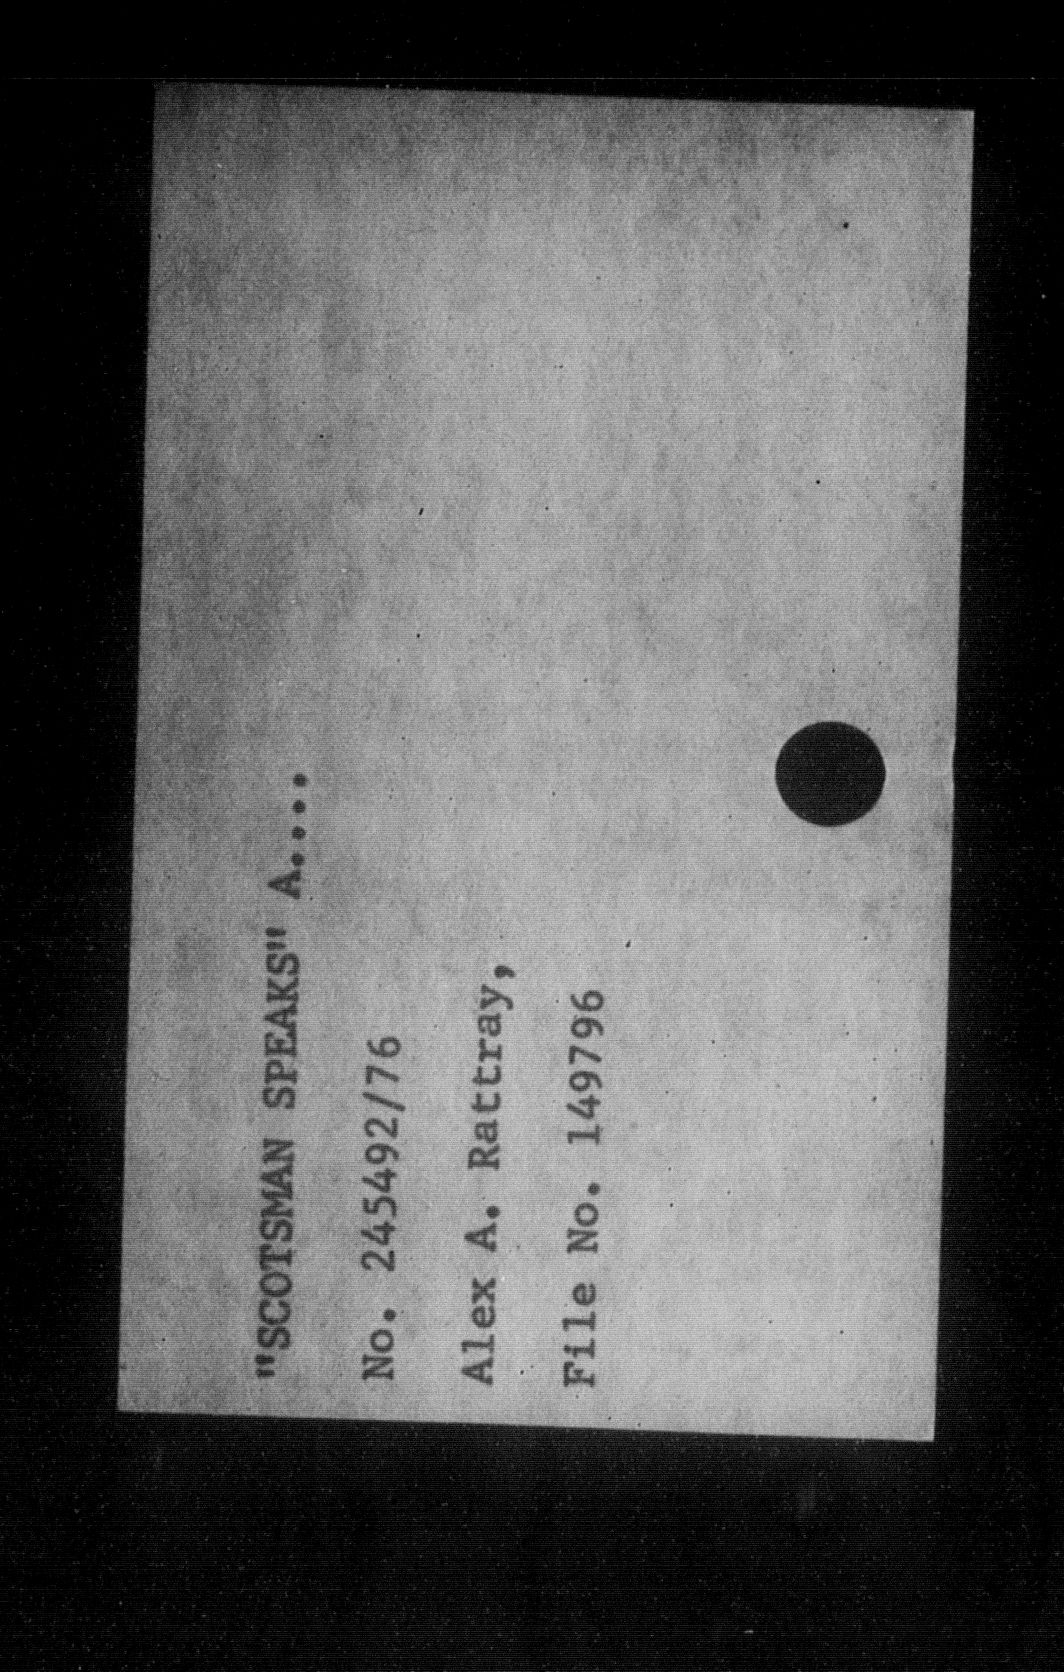 "SCOTSMAN SPEAKS" A....
No. 245492/76
Alex A. Rattray,
File No. 149796